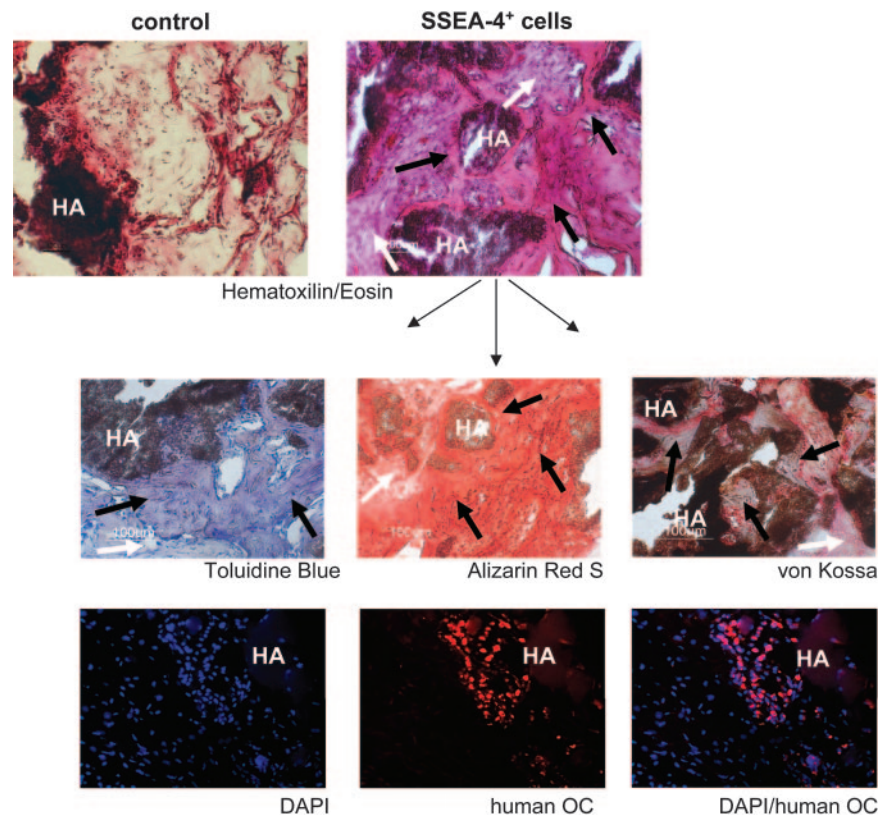 control
SSEA-4⁺ cells
HA
HA
HA
Hematoxilin/Eosin
HA
100µm
Toluidine Blue
HA
100µm
Alizarin Red S
HA
HA
100µm
von Kossa
HA
DAPI
HA
human OC
HA
DAPI/human OC